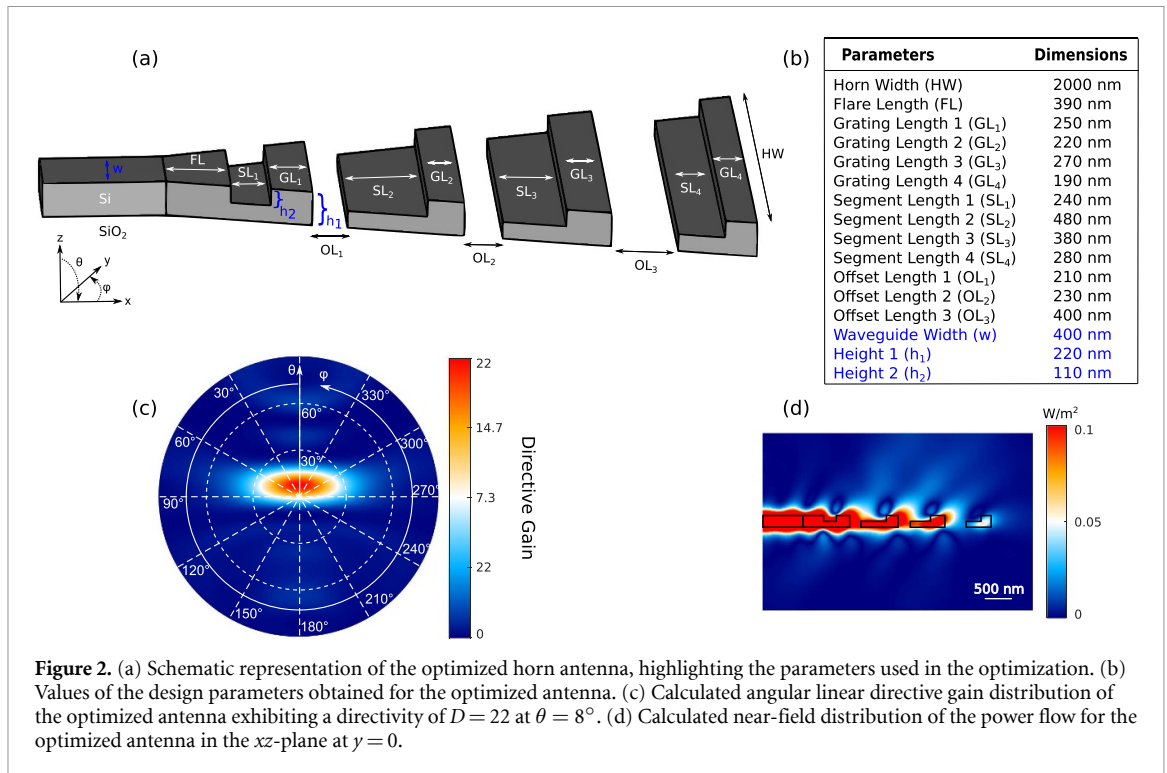 (a)
FL
w
SL₁
GL₁
Si
h₂
h₁
SiO₂
SL₂
GL₂
SL₃
GL₃
SL₄
GL₄
HW
OL₁
OL₂
OL₃
z
θ
y
φ
x
(b)
Parameters Dimensions
Horn Width (HW) 2000 nm
Flare Length (FL) 390 nm
Grating Length 1 (GL₁) 250 nm
Grating Length 2 (GL₂) 220 nm
Grating Length 3 (GL₃) 270 nm
Grating Length 4 (GL₄) 190 nm
Segment Length 1 (SL₁) 240 nm
Segment Length 2 (SL₂) 480 nm
Segment Length 3 (SL₃) 380 nm
Segment Length 4 (SL₄) 280 nm
Offset Length 1 (OL₁) 210 nm
Offset Length 2 (OL₂) 230 nm
Offset Length 3 (OL₃) 400 nm
Waveguide Width (w) 400 nm
Height 1 (h₁) 220 nm
Height 2 (h₂) 110 nm
(c)
θ
φ
30°
330°
60°
60°
300°
30°
90°
270°
120°
240°
150°
210°
180°
22
14.7
7.3
22
0
Directive Gain
(d)
W/m²
0.1
0.05
0
500 nm
Figure 2. (a) Schematic representation of the optimized horn antenna, highlighting the parameters used in the optimization. (b)
Values of the design parameters obtained for the optimized antenna. (c) Calculated angular linear directive gain distribution of
the optimized antenna exhibiting a directivity of D = 22 at θ = 8°. (d) Calculated near-field distribution of the power flow for the
optimized antenna in the xz-plane at y = 0.